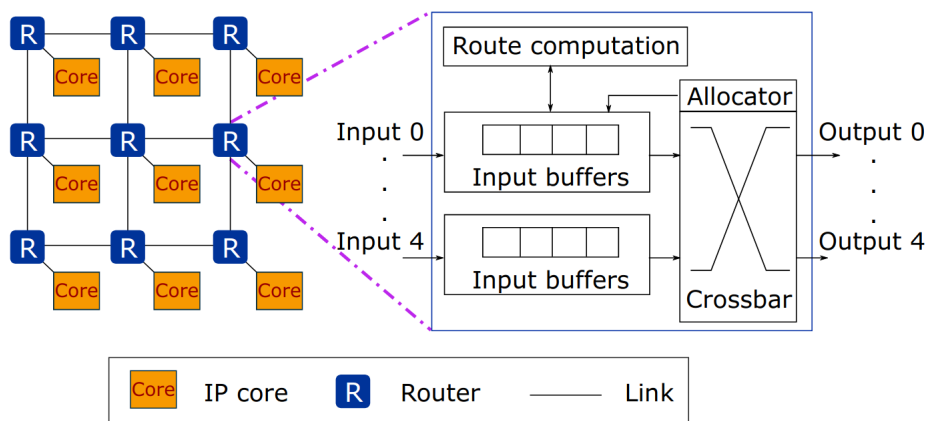 R R R
Core Core Core
R R R
Core Core Core
R R R
Core Core Core
Route computation
Allocator
Input 0
Output 0
Input buffers
.
.
.
.
.
.
Input 4
Output 4
Input buffers
Crossbar
Core IP core R Router Link